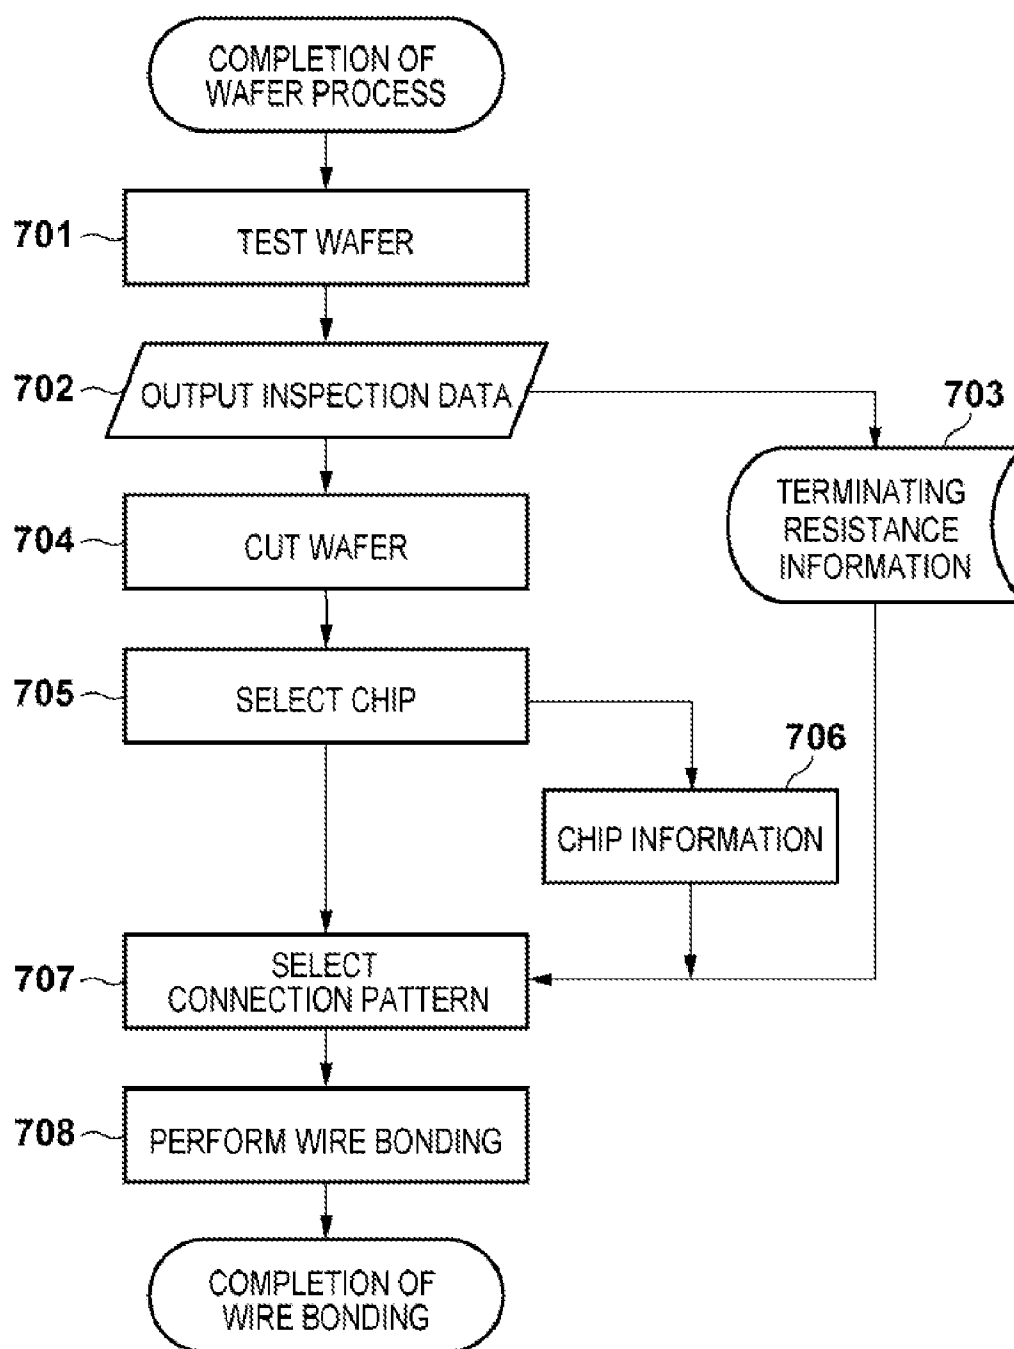 COMPLETION OF
WAFER PROCESS
701
TEST WAFER
702
OUTPUT INSPECTION DATA
703
TERMINATING
RESISTANCE
INFORMATION
704
CUT WAFER
705
SELECT CHIP
706
CHIP INFORMATION
707
SELECT
CONNECTION PATTERN
708
PERFORM WIRE BONDING
COMPLETION OF
WIRE BONDING